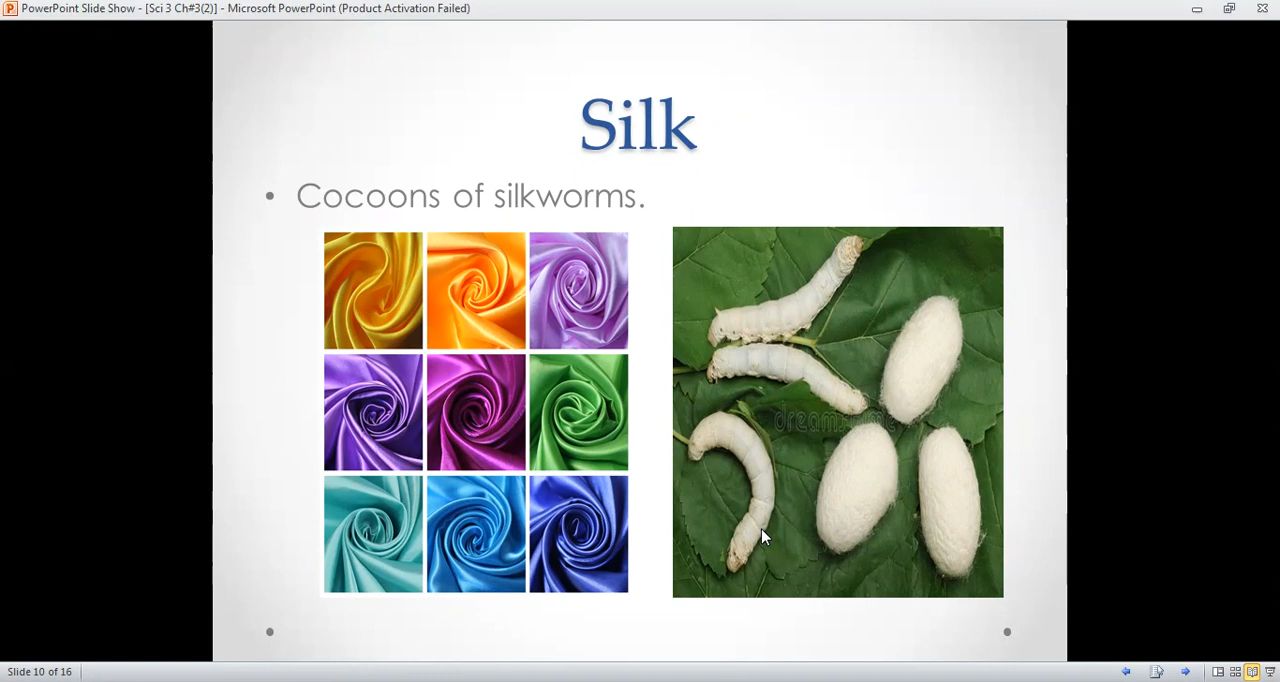 PowerPoint Slide Show - [Sci 3 Ch#3(2)] - Microsoft PowerPoint (Product Activation Failed)
Silk
• Cocoons of silkworms.
dreamstime
Slide 10 of 16